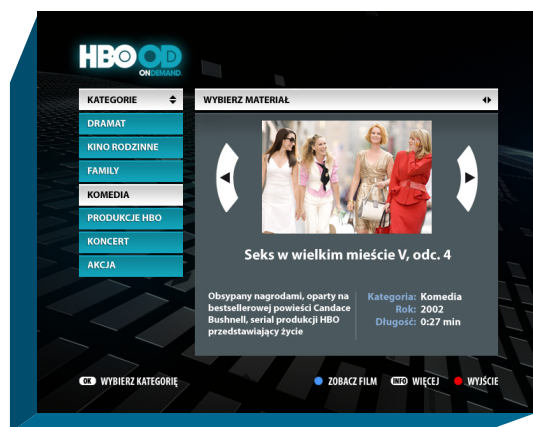 HBO OD
ONDEMAND.
KATEGORIE
WYBIERZ MATERIAŁ
DRAMAT
KINO RODZINNE
FAMILY
KOMEDIA
PRODUKCJE HBO
KONCERT
AKCJA
Seks w wielkim mieście V, odc. 4
Obsypany nagrodami, oparty na
bestsellerowej powieści Candace
Bushnell, serial produkcji HBO
przedstawiający życie
Kategoria: Komedia
Rok: 2002
Długość: 0:27 min
OK WYBIERZ KATEGORIĘ
ZOBACZ FILM
INFO WIĘCEJ
WYJŚCIE